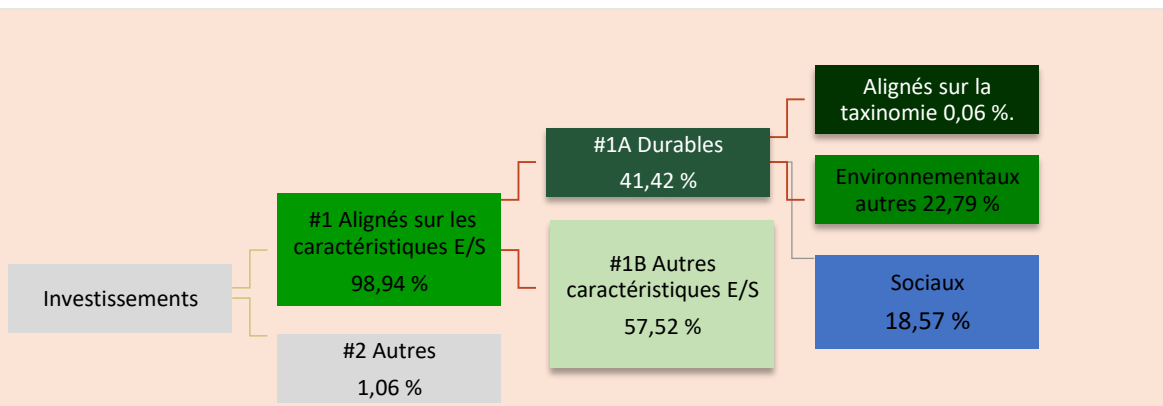 Investissements
#1 Alignés sur les
caractéristiques E/S
98,94 %
#2 Autres
1,06 %
#1A Durables
41,42 %
#1B Autres
caractéristiques E/S
57,52 %
Alignés sur la
taxinomie 0,06 %.
Environnementaux
autres 22,79 %
Sociaux
18,57 %